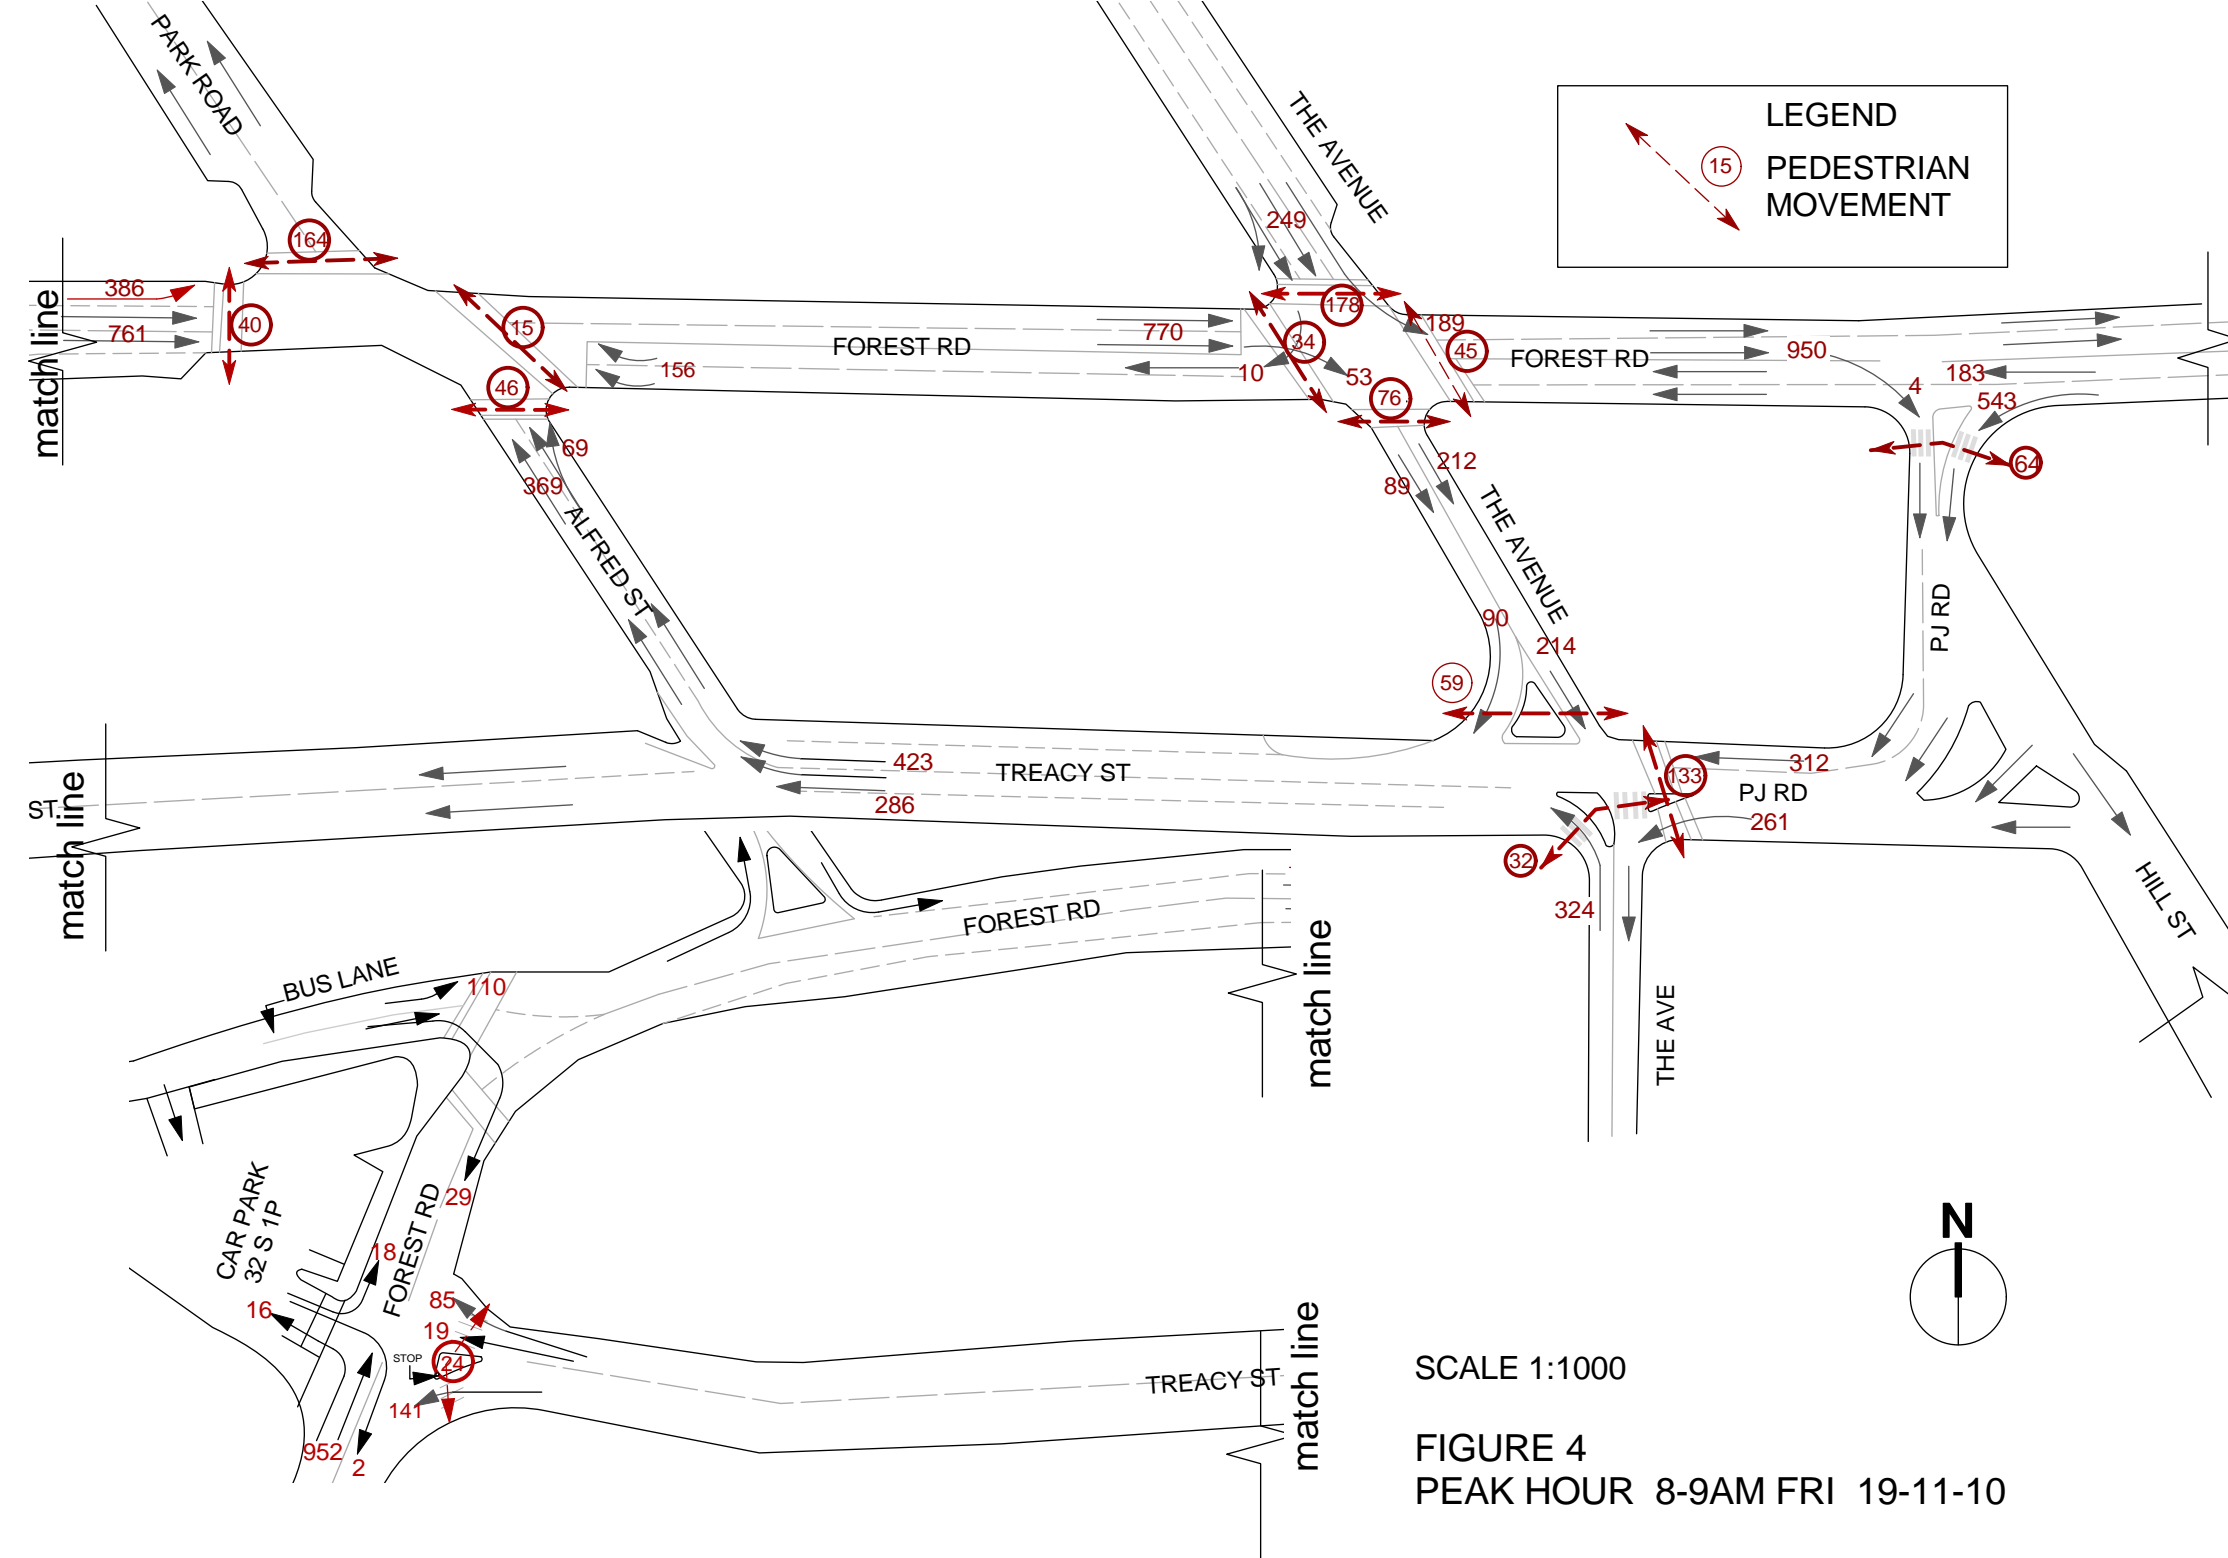 PARK ROAD
THE AVENUE
LEGEND
15
PEDESTRIAN
MOVEMENT
249
164
386
761
match line
40
15
46
156
FOREST RD
770
10
34
178
53
189
45
76
FOREST RD
950
4
183
543
64
69
369
ALFRED ST
212
89
THE AVENUE
90
214
PJ RD
59
423
TREACY ST
286
133
312
PJ RD
261
32
324
HILL ST
THE AVE
ST.
match line
FOREST RD
match line
BUS LANE
110
29
CAR PARK
32 S 1P
FOREST RD
18
16
85
19
STOP
24
141
952
2
TREACY ST
match line
N
SCALE 1:1000
FIGURE 4
PEAK HOUR 8-9AM FRI 19-11-10